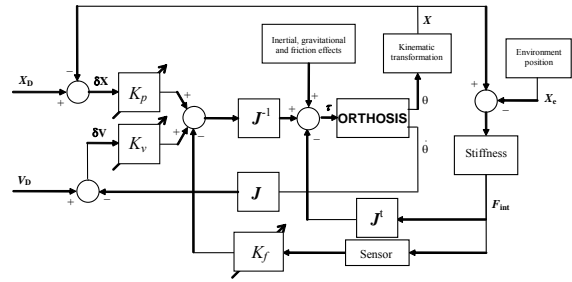 X
Inertial, gravitational
and friction effects
Kinematic
transformation
Environment
position
−
δX
X_D
+
K_p
+
+
−
J⁻¹
+
+
−
τ
ORTHOSIS
θ
θ̇
+
−
X_e
Stiffness
δV
K_v
V_D
+
−
J
J^t
F_int
K_f
Sensor